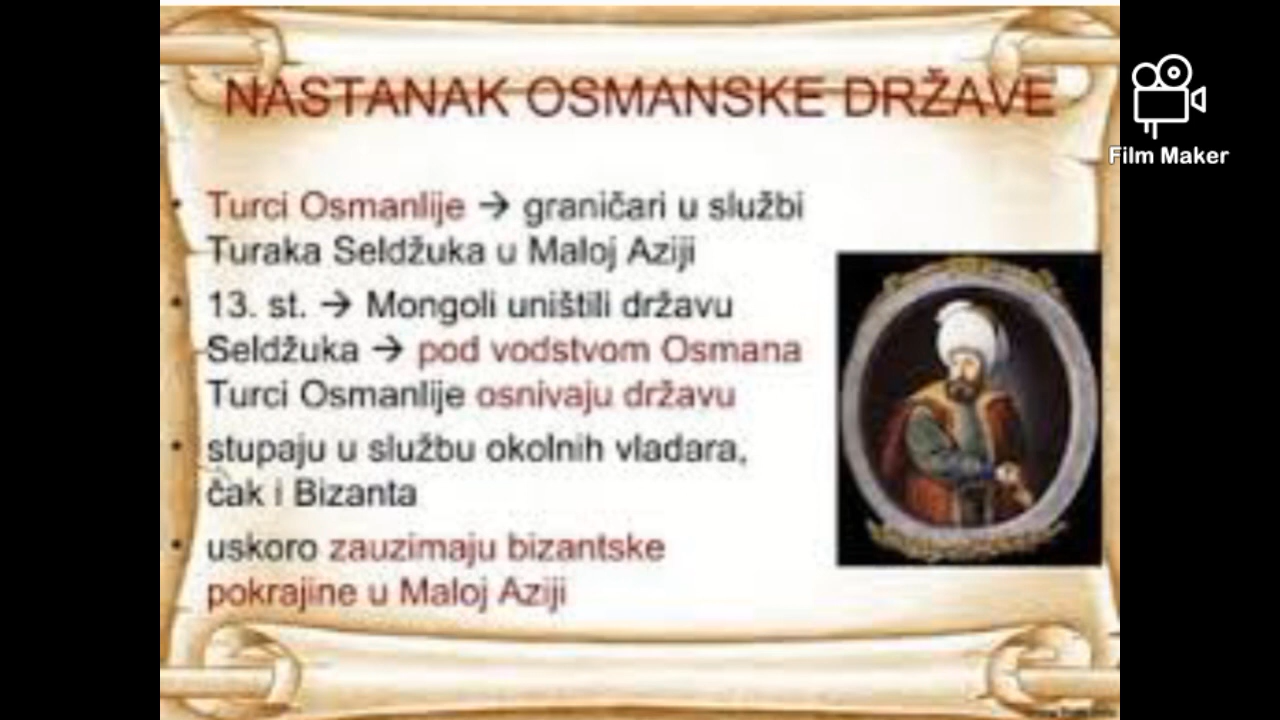 NASTANAK OSMANSKE DRŽAVE
Film Maker
• Turci Osmanlije → graničari u službi
Turaka Seldžuka u Maloj Aziji
• 13. st. → Mongoli uništili državu
Seldžuka → pod vodstvom Osmana
Turci Osmanlije osnivaju državu
• stupaju u službu okolnih vladara,
čak i Bizanta
• uskoro zauzimaju bizantske
pokrajine u Maloj Aziji